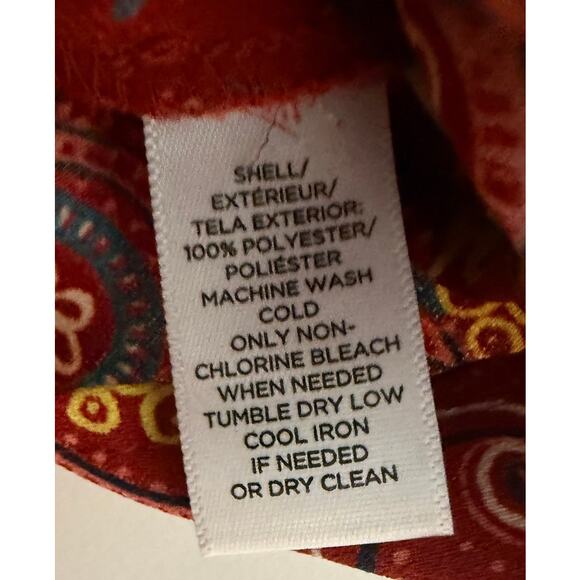 SHELL/
EXTÉRIEUR/
TELA EXTERIOR:
100% POLYESTER/
POLIÉSTER
MACHINE WASH
COLD
ONLY NON-
CHLORINE BLEACH
WHEN NEEDED
TUMBLE DRY LOW
COOL IRON
IF NEEDED
OR DRY CLEAN